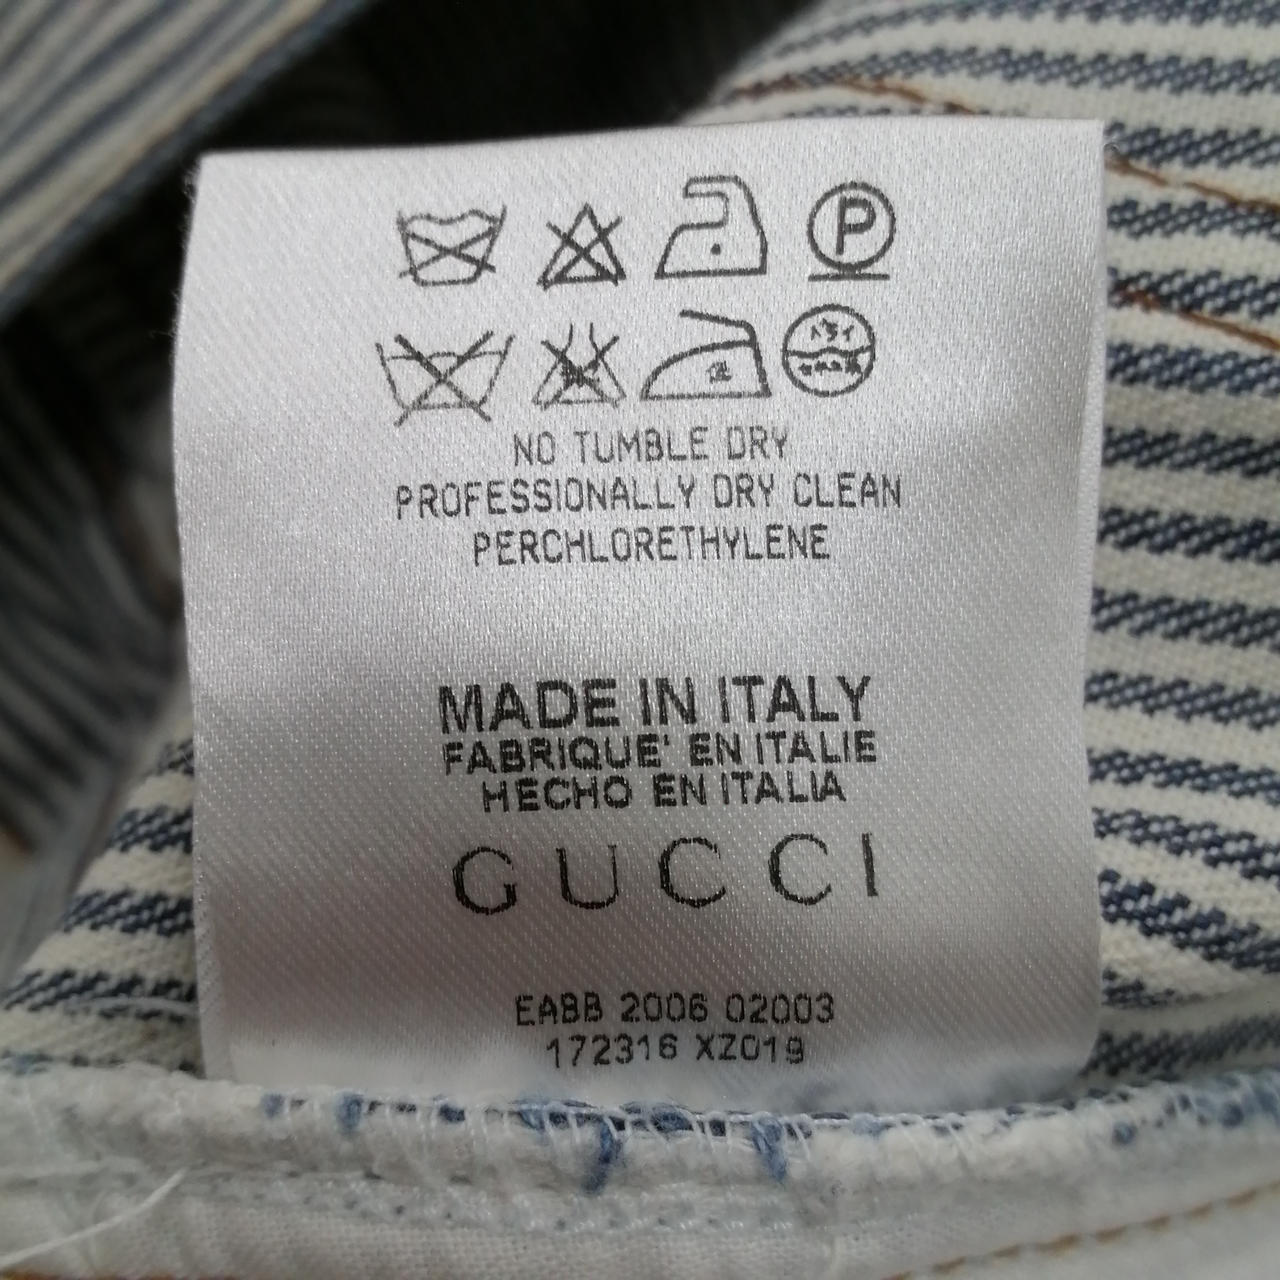 P
NO TUMBLE DRY
PROFESSIONALLY DRY CLEAN
PERCHLORETHYLENE
MADE IN ITALY
FABRIQUE' EN ITALIE
HECHO EN ITALIA
GUCCI
EABB 2006 02003
172316 XZ019